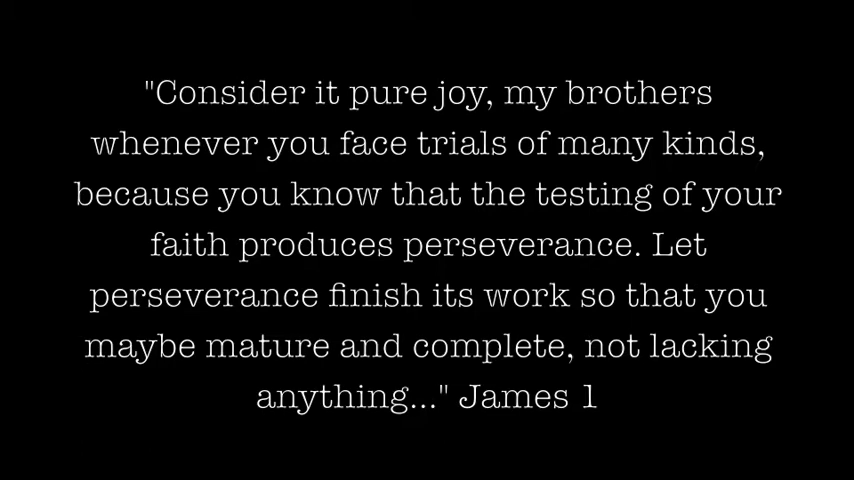 "Consider it pure joy, my brothers
whenever you face trials of many kinds,
because you know that the testing of your
faith produces perseverance. Let
perseverance finish its work so that you
maybe mature and complete, not lacking
anything..." James 1